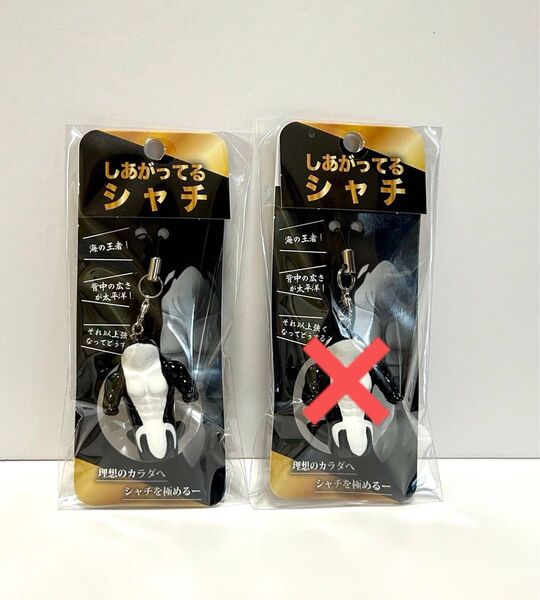 しあがってる
シャチ
海の王者!
背中の広さ
が太平洋!
それ以上強く
なってどうする
理想のカラダへ
シャチを極めるー
しあがってる
シャチ
海の王者!
背中の広さ
が太平洋!
それ以上強く
なってどうする
理想のカラダへ
シャチを極めるー